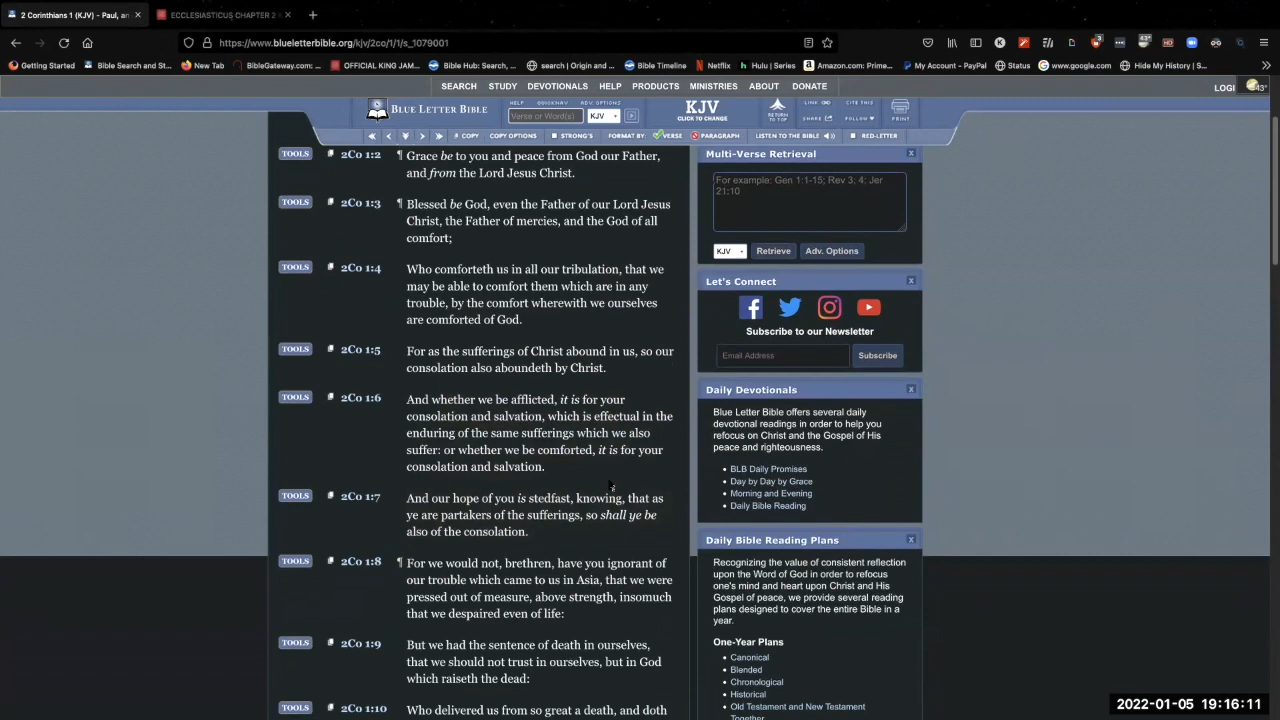 2 Corinthians 1 (KJV) - Paul, an
ECCLESIASTICUS CHAPTER 2
https://www.blueletterbible.org/kjv/2co/1/1/s_1079001
Getting Started
Bible Search and St...
New Tab
BibleGateway.com: ...
OFFICIAL KING JAM...
Bible Hub: Search, ...
search | Origin and ...
Bible Timeline
Netflix
Hulu | Series
Amazon.com: Prime...
My Account - PayPal
Status
www.google.com
Hide My History | S...
SEARCH STUDY DEVOTIONALS HELP PRODUCTS MINISTRIES ABOUT DONATE
LOGI
43°
BLUE LETTER BIBLE
HELP QUICKNAV ADV. OPTIONS
Verse or Word(s)
KJV
KJV
CLICK TO CHANGE
RETURN TO TOP
LINK
SHARE
CITE THIS
FOLLOW
PRINT
COPY COPY OPTIONS STRONG'S FORMAT BY: VERSE PARAGRAPH LISTEN TO THE BIBLE RED-LETTER
TOOLS 2Co 1:2 ¶ Grace be to you and peace from God our Father,
and from the Lord Jesus Christ.
TOOLS 2Co 1:3 ¶ Blessed be God, even the Father of our Lord Jesus
Christ, the Father of mercies, and the God of all
comfort;
TOOLS 2Co 1:4 Who comforteth us in all our tribulation, that we
may be able to comfort them which are in any
trouble, by the comfort wherewith we ourselves
are comforted of God.
TOOLS 2Co 1:5 For as the sufferings of Christ abound in us, so our
consolation also aboundeth by Christ.
TOOLS 2Co 1:6 And whether we be afflicted, it is for your
consolation and salvation, which is effectual in the
enduring of the same sufferings which we also
suffer: or whether we be comforted, it is for your
consolation and salvation.
TOOLS 2Co 1:7 And our hope of you is stedfast, knowing, that as
ye are partakers of the sufferings, so shall ye be
also of the consolation.
TOOLS 2Co 1:8 ¶ For we would not, brethren, have you ignorant of
our trouble which came to us in Asia, that we were
pressed out of measure, above strength, insomuch
that we despaired even of life:
TOOLS 2Co 1:9 But we had the sentence of death in ourselves,
that we should not trust in ourselves, but in God
which raiseth the dead:
TOOLS 2Co 1:10 Who delivered us from so great a death, and doth
Multi-Verse Retrieval
For example: Gen 1:1-15; Rev 3; 4; Jer
21:10
KJV Retrieve Adv. Options
Let's Connect
Subscribe to our Newsletter
Email Address Subscribe
Daily Devotionals
Blue Letter Bible offers several daily
devotional readings in order to help you
refocus on Christ and the Gospel of His
peace and righteousness.
BLB Daily Promises
Day by Day by Grace
Morning and Evening
Daily Bible Reading
Daily Bible Reading Plans
Recognizing the value of consistent reflection
upon the Word of God in order to refocus
one's mind and heart upon Christ and His
Gospel of peace, we provide several reading
plans designed to cover the entire Bible in a
year.
One-Year Plans
Canonical
Blended
Chronological
Historical
Old Testament and New Testament
Together
2022-01-05 19:16:11